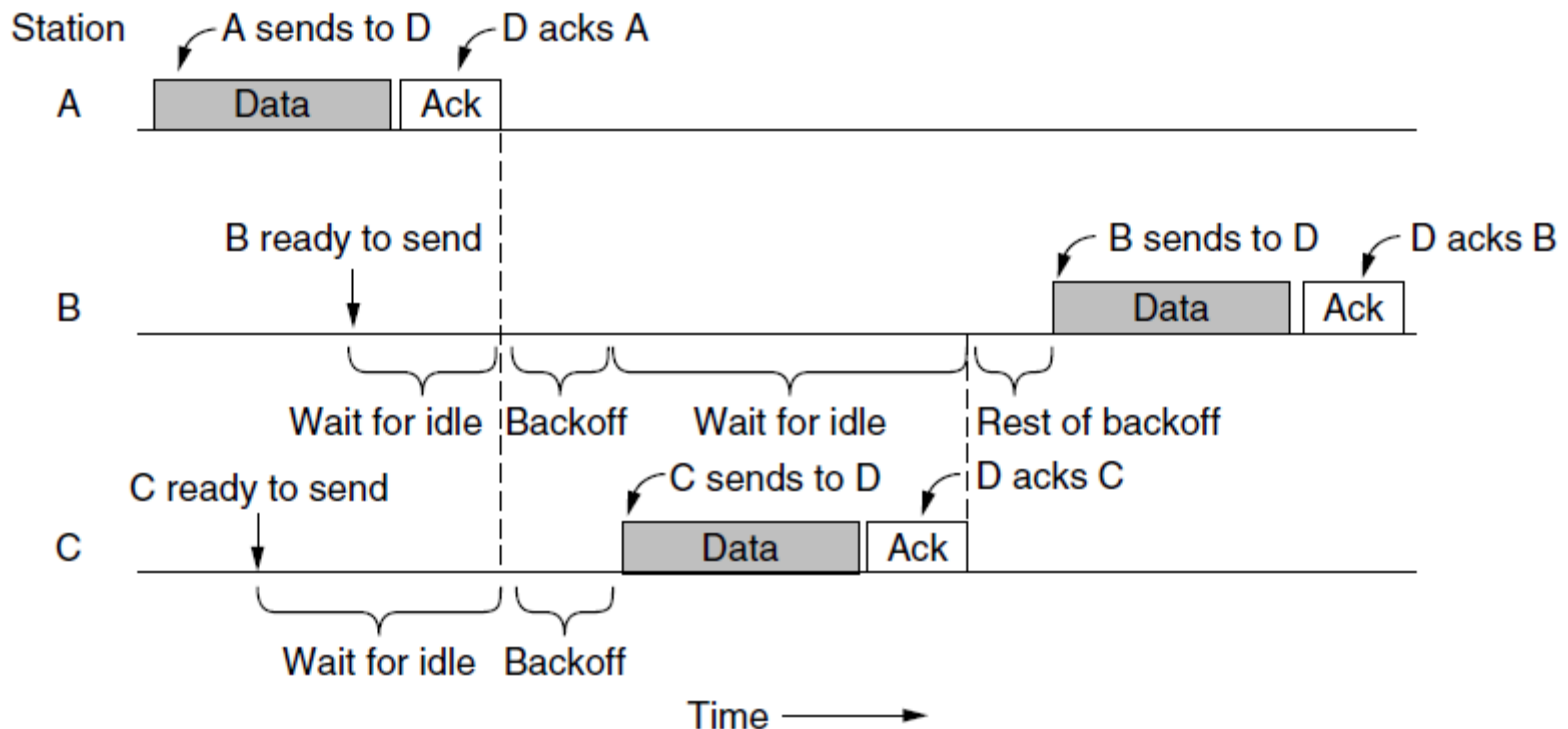 Station
A sends to D
D acks A
A
Data
Ack
B ready to send
B sends to D
D acks B
B
Data
Ack
Wait for idle
Backoff
Wait for idle
Rest of backoff
C ready to send
C sends to D
D acks C
C
Data
Ack
Wait for idle
Backoff
Time